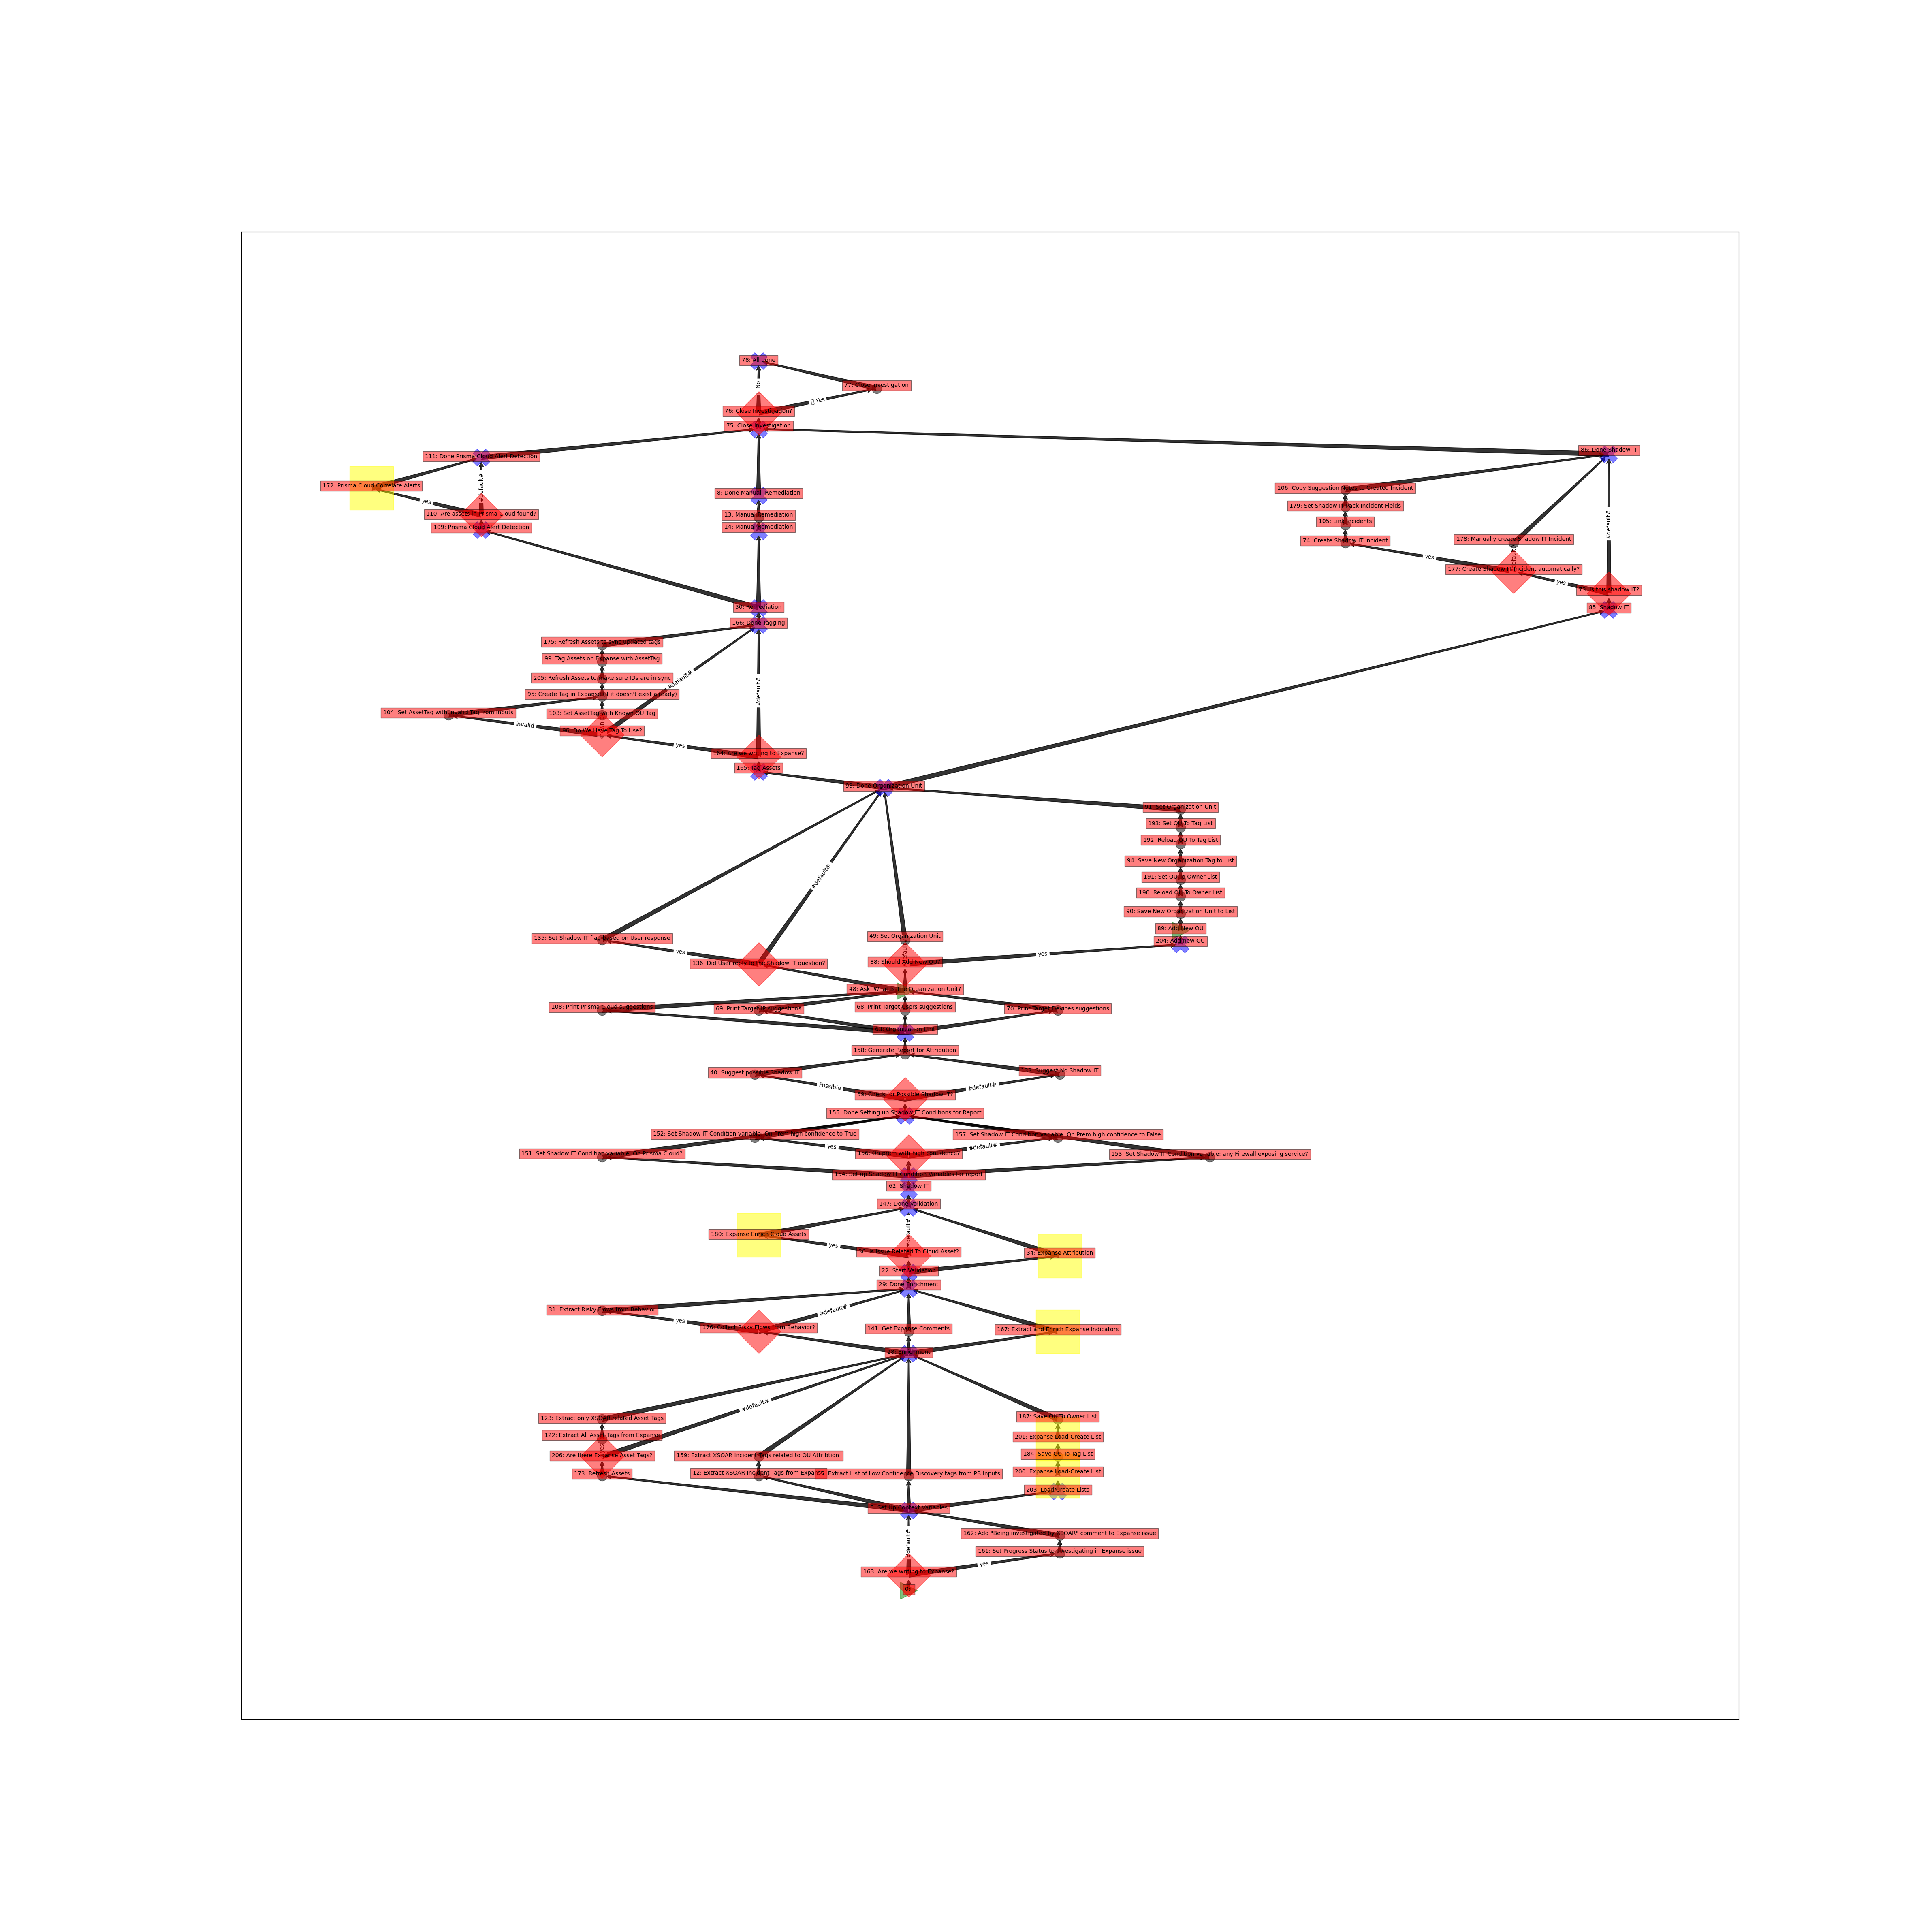 78: All done
77: Close Investigation
No
Yes
76: Close Investigation?
75: Close Investigation
86: Done Shadow IT
111: Done Prisma Cloud Alert Detection
172: Prisma Cloud Correlate Alerts
#default#
106: Copy Suggestion Notes to Created Incident
8: Done Manual Remediation
yes
179: Set Shadow IT Pack Incident Fields
110: Are assets in Prisma Cloud found?
13: Manual Remediation
105: Link Incidents
#default#
109: Prisma Cloud Alert Detection
14: Manual Remediation
74: Create Shadow IT Incident
178: Manually create Shadow IT Incident
yes
177: Create Shadow IT Incident automatically?
yes
73: Is this Shadow IT?
30: Remediation
85: Shadow IT
166: Done Tagging
175: Refresh Assets to sync updated tags
99: Tag Assets on Expanse with AssetTag
205: Refresh Assets to make sure IDs are in sync
#default#
#default#
95: Create Tag in Expanse (if it doesn't exist already)
104: Set AssetTag with Invalid Tag from Inputs
103: Set AssetTag with Known OU Tag
invalid
98: Do We Have Tag To Use?
yes
164: Are we writing to Expanse?
165: Tag Assets
93: Done Organization Unit
91: Set Organization Unit
193: Set OU To Tag List
192: Reload OU To Tag List
94: Save New Organization Tag to List
#default#
191: Set OU To Owner List
190: Reload OU To Owner List
90: Save New Organization Unit to List
89: Add New OU
135: Set Shadow IT flag based on User response
49: Set Organization Unit
204: Add new OU
yes
yes
136: Did User reply to the Shadow IT question?
88: Should Add New OU?
48: Ask: What is the Organization Unit?
108: Print Prisma Cloud suggestions
69: Print Target IP suggestions
68: Print Target Users suggestions
70: Print Target Devices suggestions
158: Generate Report for Attribution
40: Suggest possible Shadow IT
Suggest No Shadow IT
Possible
#default#
39: Check for Possible Shadow IT?
155: Done Setting up Shadow IT Conditions for Report
152: Set Shadow IT Condition variable: On Prem high confidence to True
157: Set Shadow IT Condition variable: On Prem high confidence to False
yes
#default#
151: Set Shadow IT Condition variable: On Prisma Cloud?
156: On prem with high confidence?
153: Set Shadow IT Condition variable: any Firewall exposing service?
154: Set up Shadow IT Condition Variables for report
62: Shadow IT
147: Done Validation
180: Expanse Enrich Cloud Assets
#default#
yes
36: Is Issue Related To Cloud Asset?
34: Expanse Attribution
22: Start Validation
29: Done Enrichment
31: Extract Risky Flows from Behavior
#default#
yes
176: Collect Risky Flows from Behavior?
141: Get Expanse Comments
167: Extract and Enrich Expanse Indicators
#default#
123: Extract only XSOAR related Asset Tags
187: Save OU To Owner List
122: Extract All Asset Tags from Expanse
201: Expanse Load-Create List
206: Are there Expanse Asset Tags?
159: Extract XSOAR Incident Tags related to OU Attribtion
184: Save OU To Tag List
173: Refresh Assets
12: Extract XSOAR Incident Tags from Expanse
Extract List of Low Confidence Discovery tags from PB Inputs
200: Expanse Load-Create List
203: Load/Create Lists
5: Set Up Context Variables
162: Add "Being investigated by XSOAR" comment to Expanse issue
#default#
161: Set Progress Status to Investigating in Expanse issue
yes
163: Are we writing to Expanse?